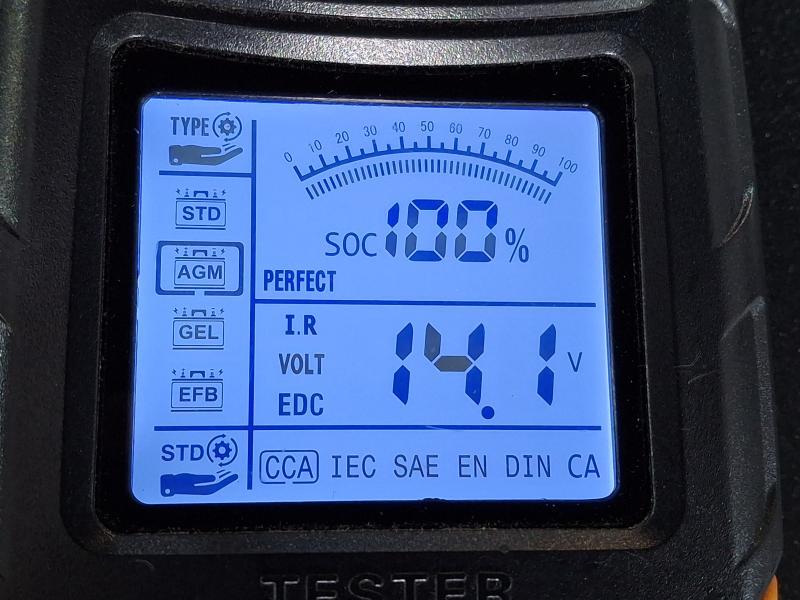 TYPE
0 10 20 30 40 50 60 70 80 90 100
STD
AGM
GEL
EFB
STD
SOC 100 %
PERFECT
I.R
VOLT
EDC
14.1 V
CCA IEC SAE EN DIN CA
TESTER